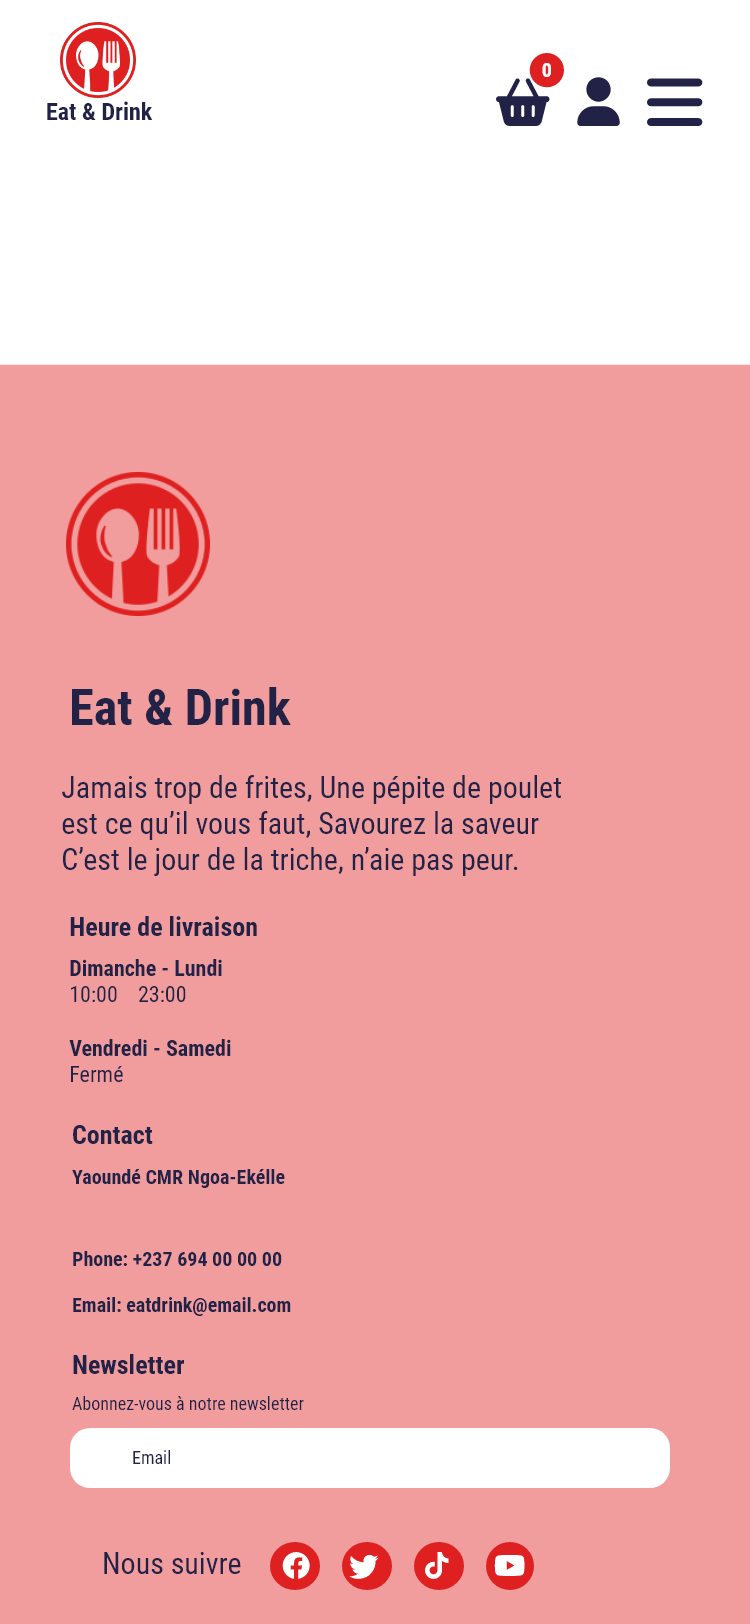 Eat & Drink
0
Eat & Drink
Jamais trop de frites, Une pépite de poulet
est ce qu’il vous faut, Savourez la saveur
C’est le jour de la triche, n’aie pas peur.
Heure de livraison
Dimanche - Lundi
10:00 23:00
Vendredi - Samedi
Fermé
Contact
Yaoundé CMR Ngoa-Ekélle
Phone: +237 694 00 00 00
Email: eatdrink@email.com
Newsletter
Abonnez-vous à notre newsletter
Email
Nous suivre